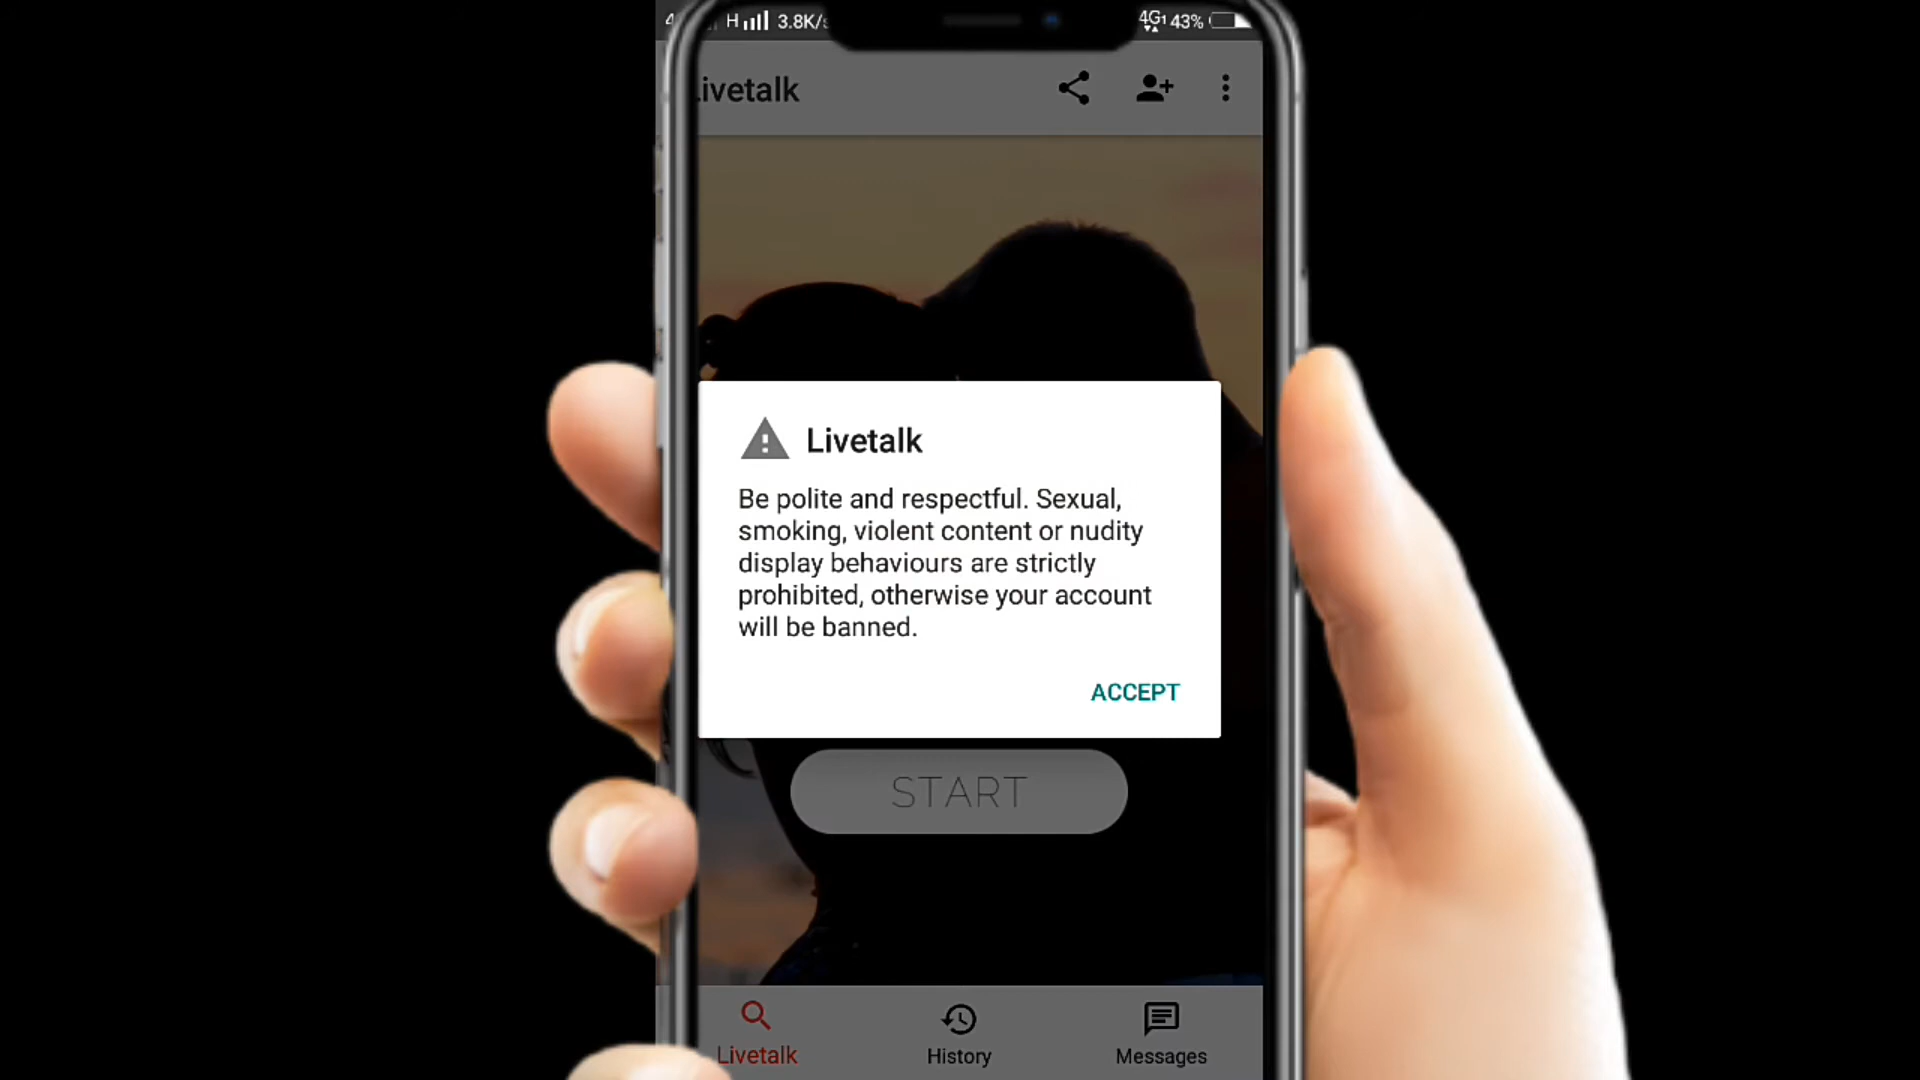 H 3.8K/s 4G 43%
Livetalk
Livetalk
Be polite and respectful. Sexual,
smoking, violent content or nudity
display behaviours are strictly
prohibited, otherwise your account
will be banned.
ACCEPT
START
Livetalk History Messages